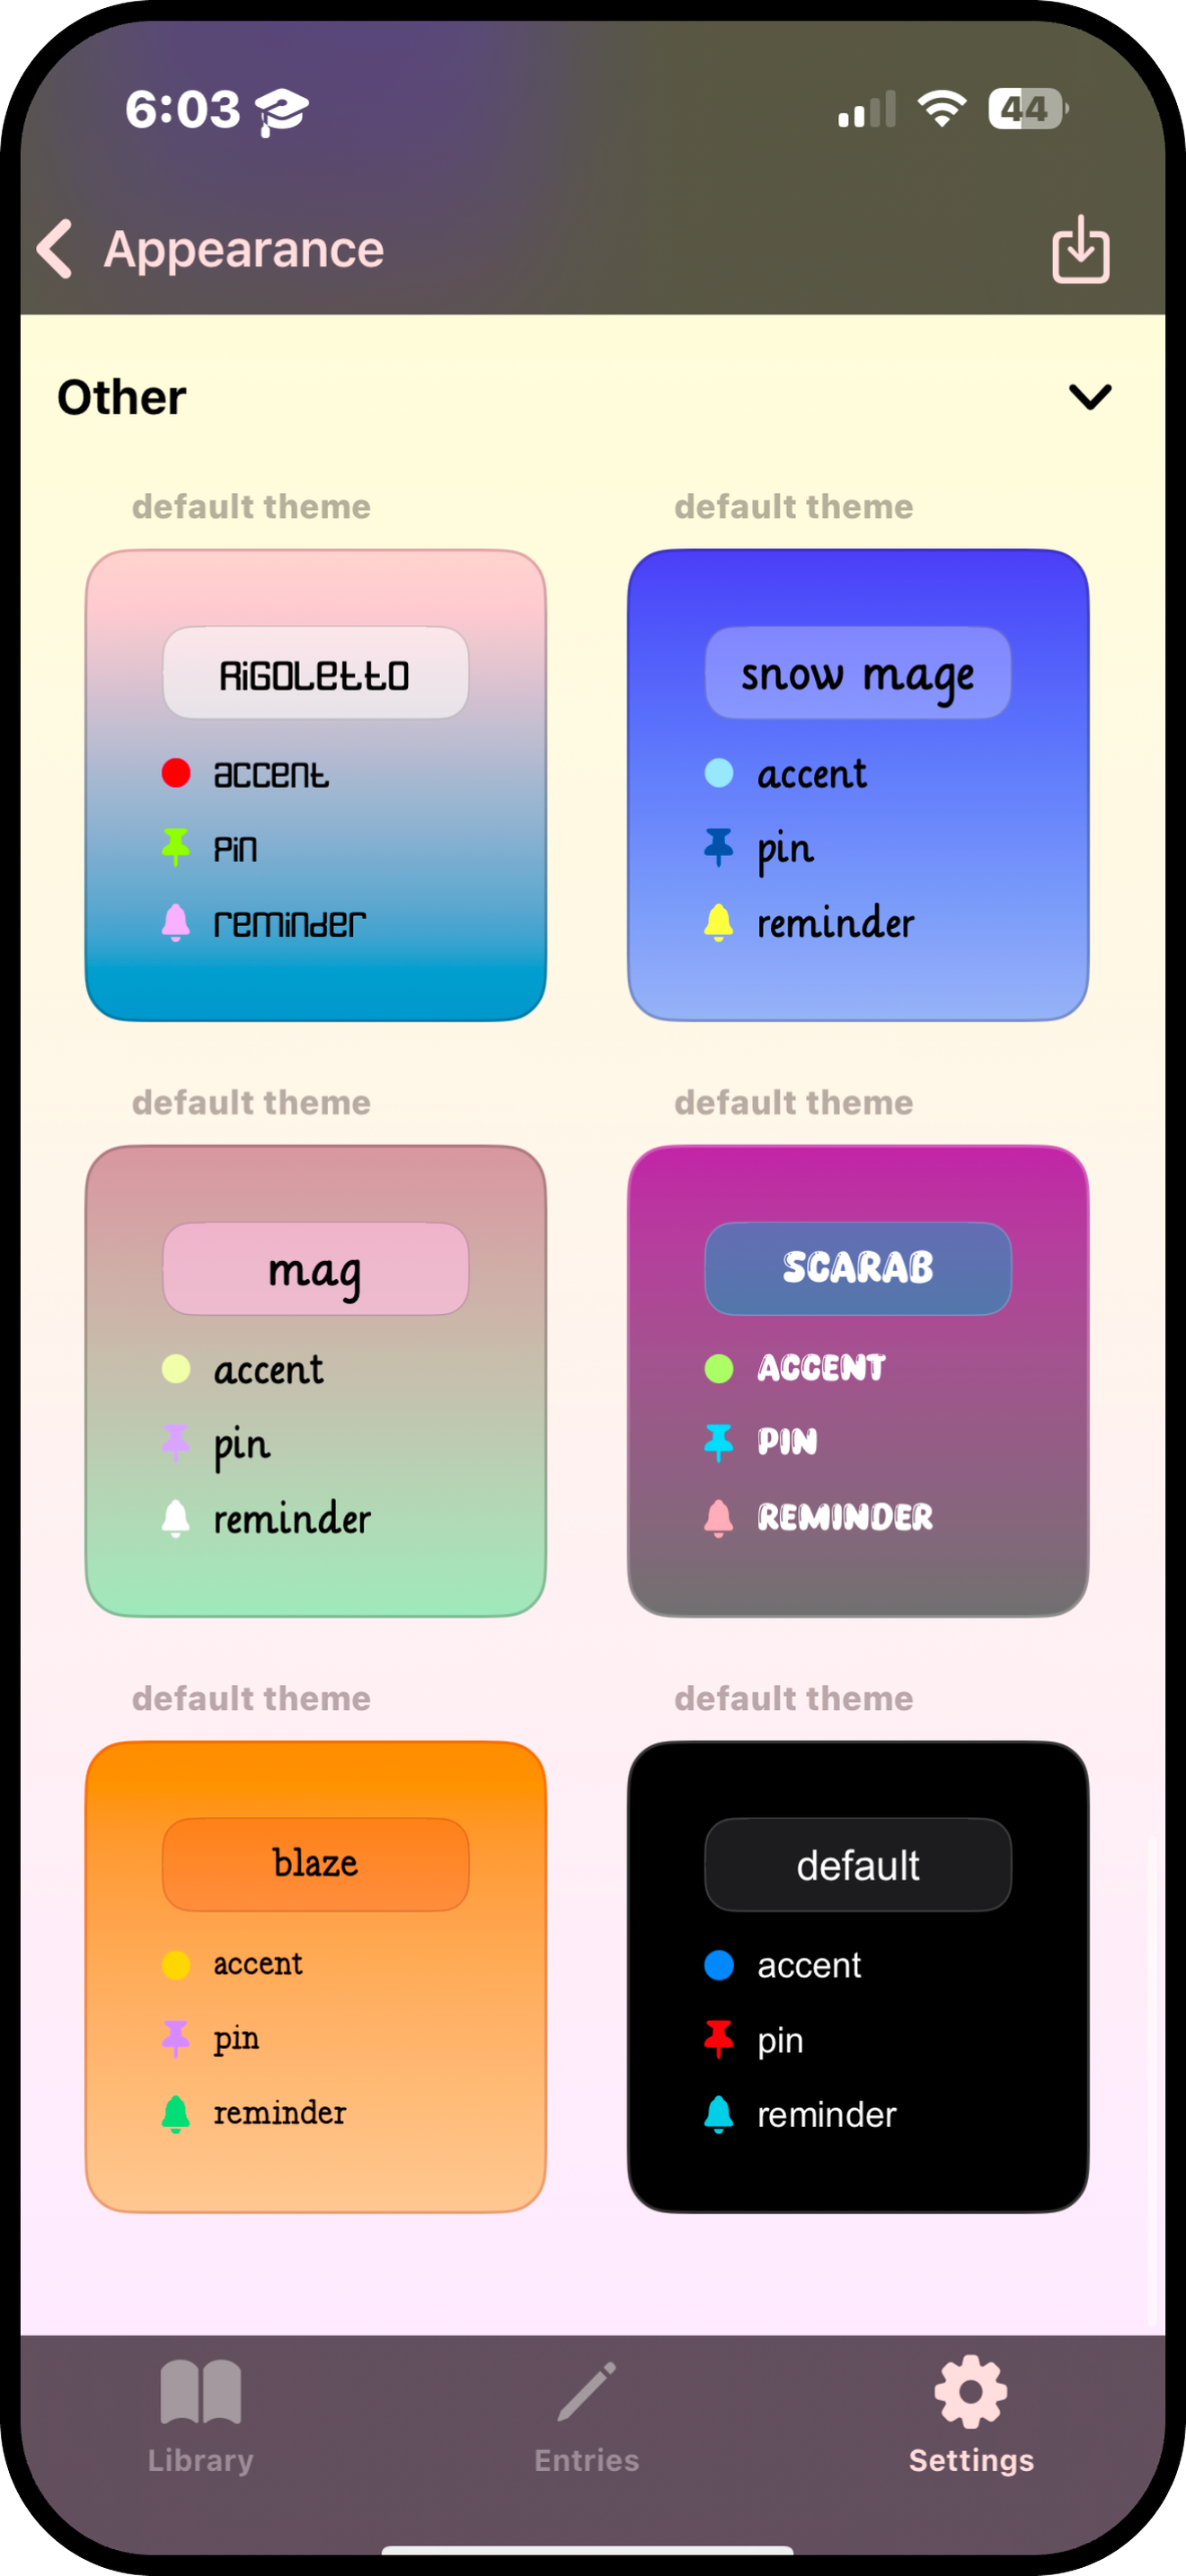 6:03
44
Appearance
Other
default theme
default theme
RiGOLettO
snow mage
accent
accent
PiN
pin
reminder
reminder
default theme
default theme
mag
SCARAB
accent
ACCENT
pin
PIN
reminder
REMINDER
default theme
default theme
blaze
default
accent
accent
pin
pin
reminder
reminder
Library
Entries
Settings